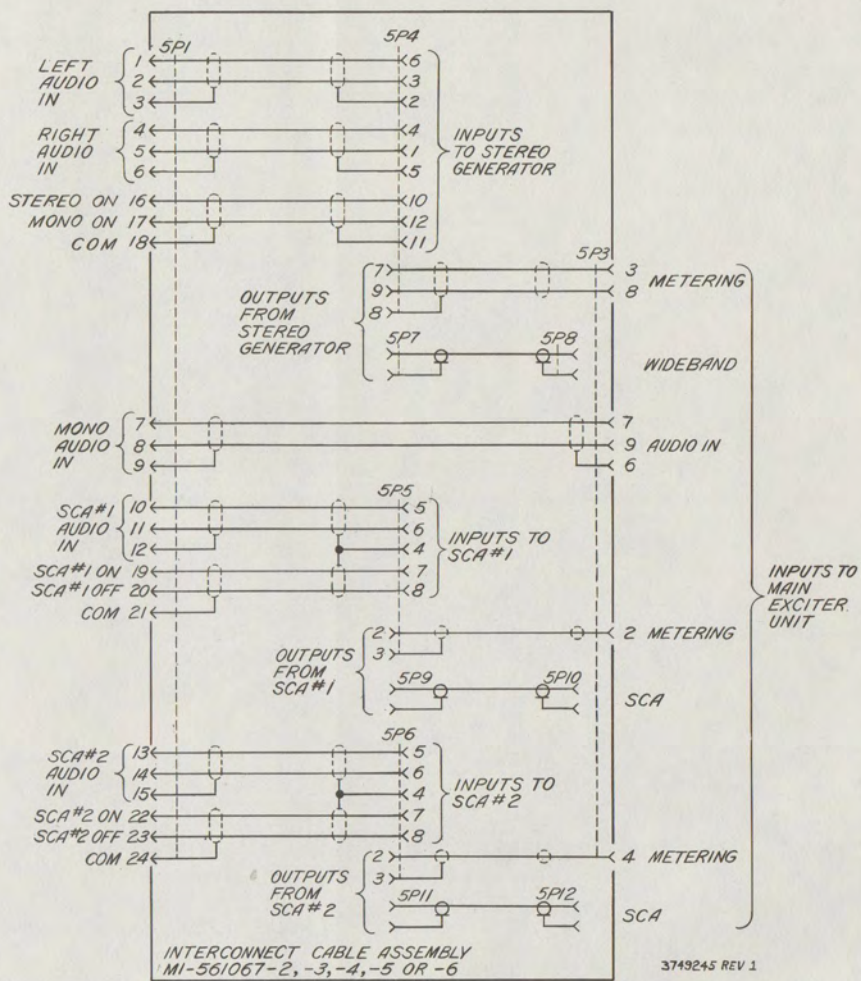 5P1
5P4
LEFT
AUDIO
IN
1
2
3
6
3
2
RIGHT
AUDIO
IN
4
5
6
4
1
5
INPUTS
TO STEREO
GENERATOR
STEREO ON 16
MONO ON 17
COM 18
10
12
11
5P3
OUTPUTS
FROM
STEREO
GENERATOR
7
9
8
3
8
METERING
5P7
5P8
WIDEBAND
MONO
AUDIO
IN
7
8
9
7
9 AUDIO IN
6
5P5
SCA#1
AUDIO
IN
10
11
12
SCA#1 ON 19
SCA#1 OFF 20
COM 21
5
6
4
7
8
INPUTS TO
SCA#1
INPUTS TO
MAIN
EXCITER
UNIT
OUTPUTS
FROM
SCA#1
2
3
2 METERING
5P9
5P10
SCA
5P6
SCA#2
AUDIO
IN
13
14
15
SCA#2 ON 22
SCA#2 OFF 23
COM 24
5
6
4
7
8
INPUTS TO
SCA#2
OUTPUTS
FROM
SCA#2
2
3
4 METERING
5P11
5P12
SCA
INTERCONNECT CABLE ASSEMBLY
MI-561067-2, -3, -4, -5 OR -6
3749245 REV 1